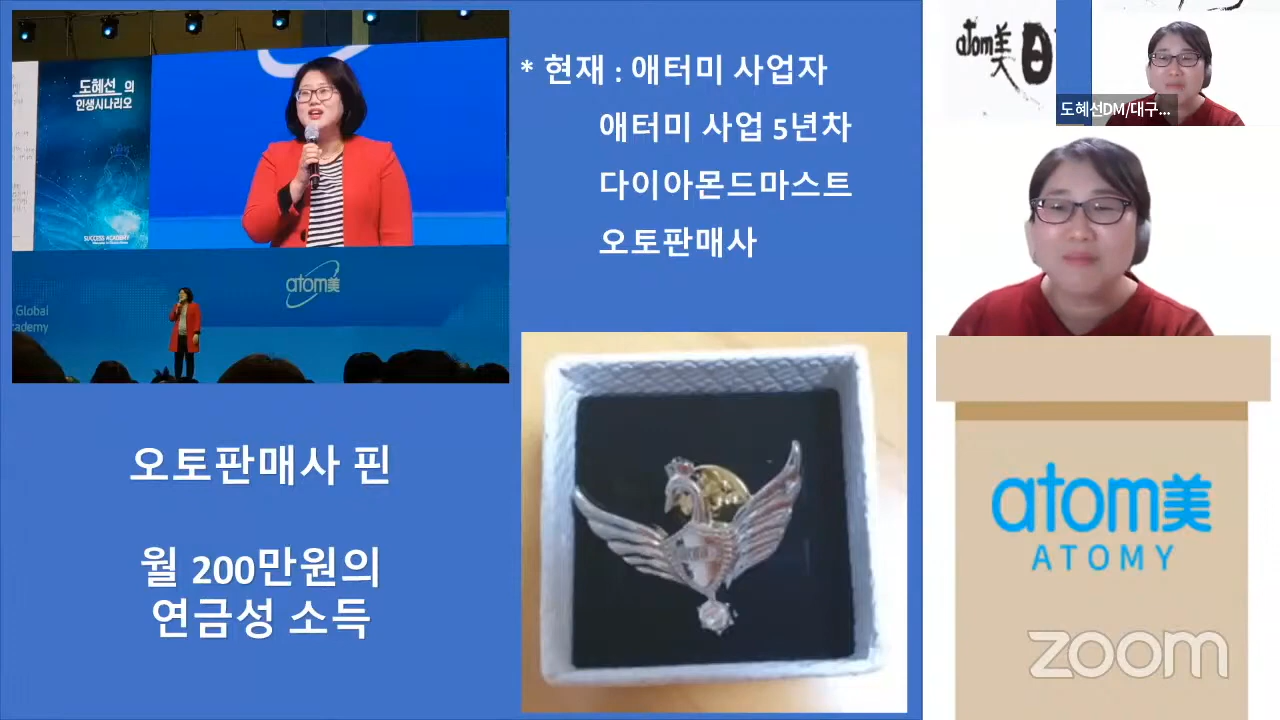 * 현재 : 애터미 사업자
애터미 사업 5년차
다이아몬드마스트
오토판매사
도혜선 의
인생시나리오
SUCCESS ACADEMY
atom美
Global
cademy
오토판매사 핀
월 200만원의
연금성 소득
atom美
도혜선DM/대구...
atom美
ATOMY
zoom